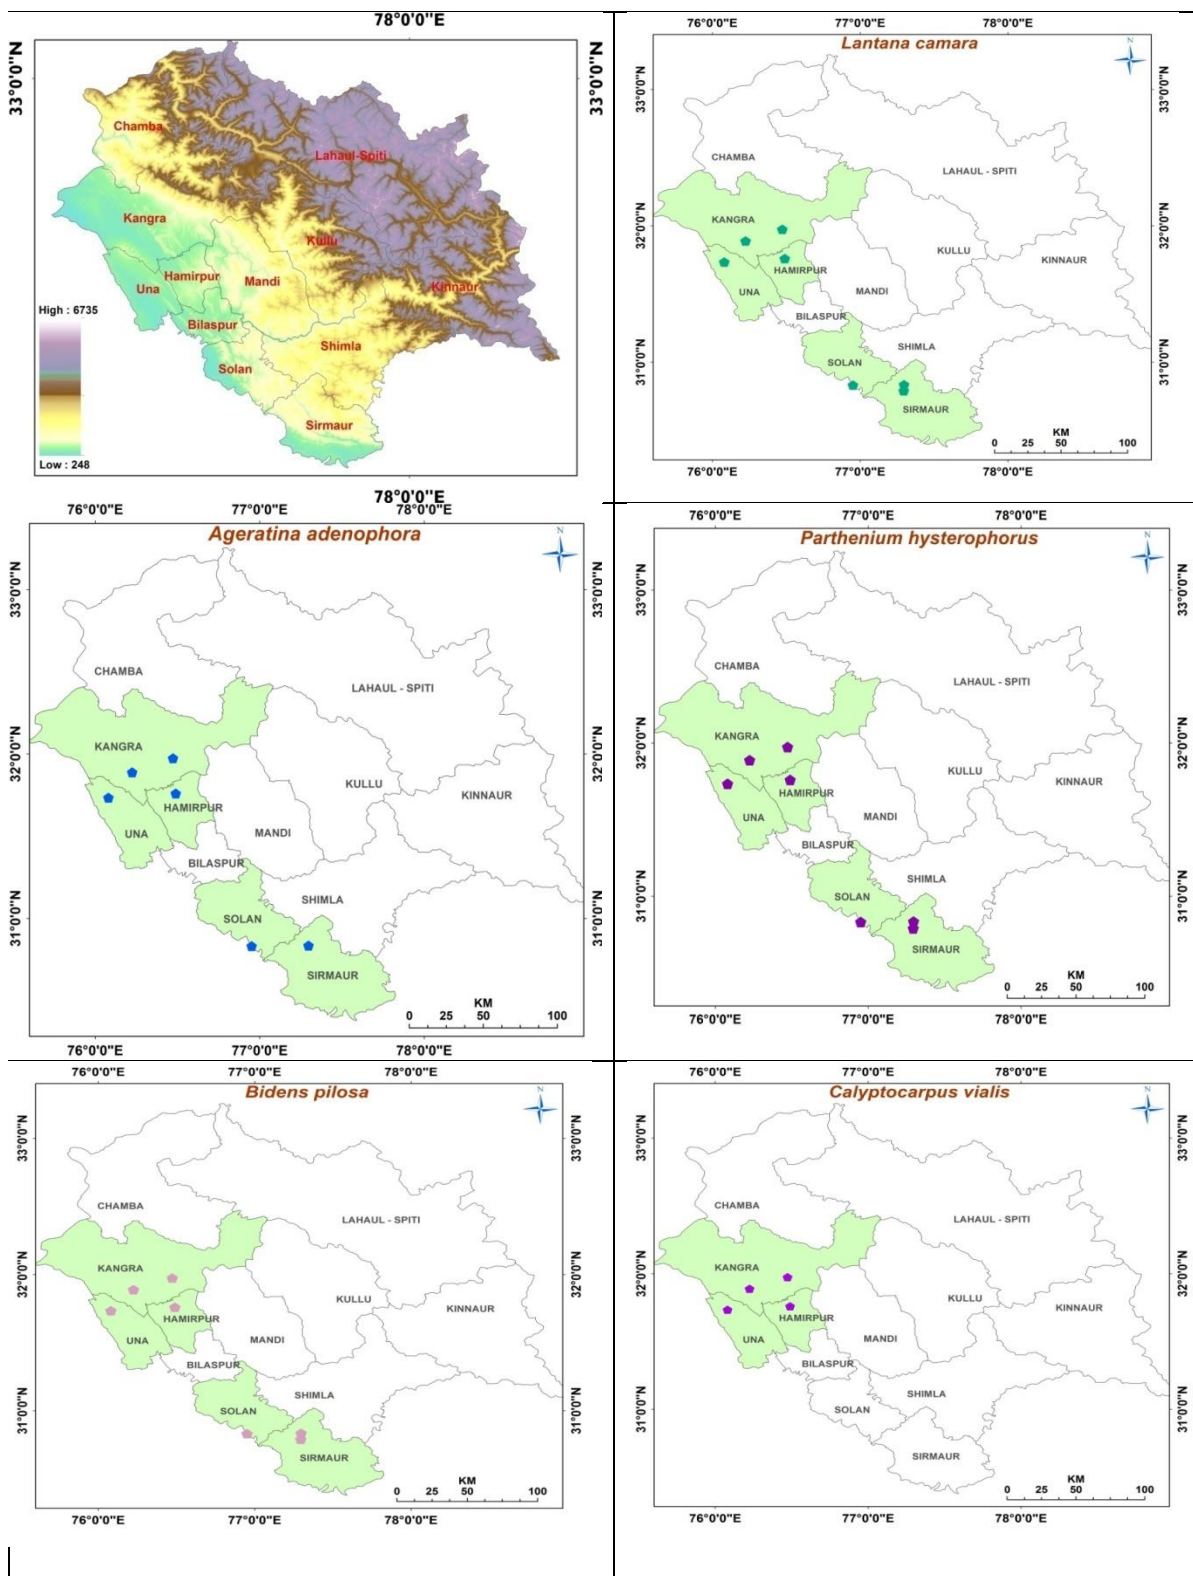 78°0'0"E
33°0'0"N
33°0'0"N
Chamba
Lahaul-Spiti
Kangra
Kullu
Hamirpur
Mandi
Una
Kinnaur
High : 6735
Bilaspur
Shimla
Solan
Sirmaur
Low : 248
78°0'0"E
76°0'0"E 77°0'0"E 78°0'0"E
Lantana camara
N
33°0'0"N
33°0'0"N
CHAMBA
LAHAUL - SPITI
32°0'0"N
32°0'0"N
KANGRA
KULLU
KINNAUR
HAMIRPUR
UNA
MANDI
BILASPUR
SHIMLA
31°0'0"N
31°0'0"N
SOLAN
SIRMAUR
KM
0 25 50 100
76°0'0"E 77°0'0"E 78°0'0"E
76°0'0"E 77°0'0"E 78°0'0"E
Ageratina adenophora
N
33°0'0"N
33°0'0"N
CHAMBA
LAHAUL - SPITI
32°0'0"N
32°0'0"N
KANGRA
KULLU
KINNAUR
HAMIRPUR
UNA
MANDI
BILASPUR
SHIMLA
31°0'0"N
31°0'0"N
SOLAN
SIRMAUR
KM
0 25 50 100
76°0'0"E 77°0'0"E 78°0'0"E
76°0'0"E 77°0'0"E 78°0'0"E
Parthenium hysterophorus
N
33°0'0"N
33°0'0"N
CHAMBA
LAHAUL - SPITI
32°0'0"N
32°0'0"N
KANGRA
KULLU
KINNAUR
HAMIRPUR
UNA
MANDI
BILASPUR
SHIMLA
31°0'0"N
31°0'0"N
SOLAN
SIRMAUR
KM
0 25 50 100
76°0'0"E 77°0'0"E 78°0'0"E
76°0'0"E 77°0'0"E 78°0'0"E
Bidens pilosa
N
33°0'0"N
33°0'0"N
CHAMBA
LAHAUL - SPITI
32°0'0"N
32°0'0"N
KANGRA
KULLU
KINNAUR
HAMIRPUR
UNA
MANDI
BILASPUR
SHIMLA
31°0'0"N
31°0'0"N
SOLAN
SIRMAUR
KM
0 25 50 100
76°0'0"E 77°0'0"E 78°0'0"E
76°0'0"E 77°0'0"E 78°0'0"E
Calyptocarpus vialis
N
33°0'0"N
33°0'0"N
CHAMBA
LAHAUL - SPITI
32°0'0"N
32°0'0"N
KANGRA
KULLU
KINNAUR
HAMIRPUR
UNA
MANDI
BILASPUR
SHIMLA
31°0'0"N
31°0'0"N
SOLAN
SIRMAUR
KM
0 25 50 100
76°0'0"E 77°0'0"E 78°0'0"E